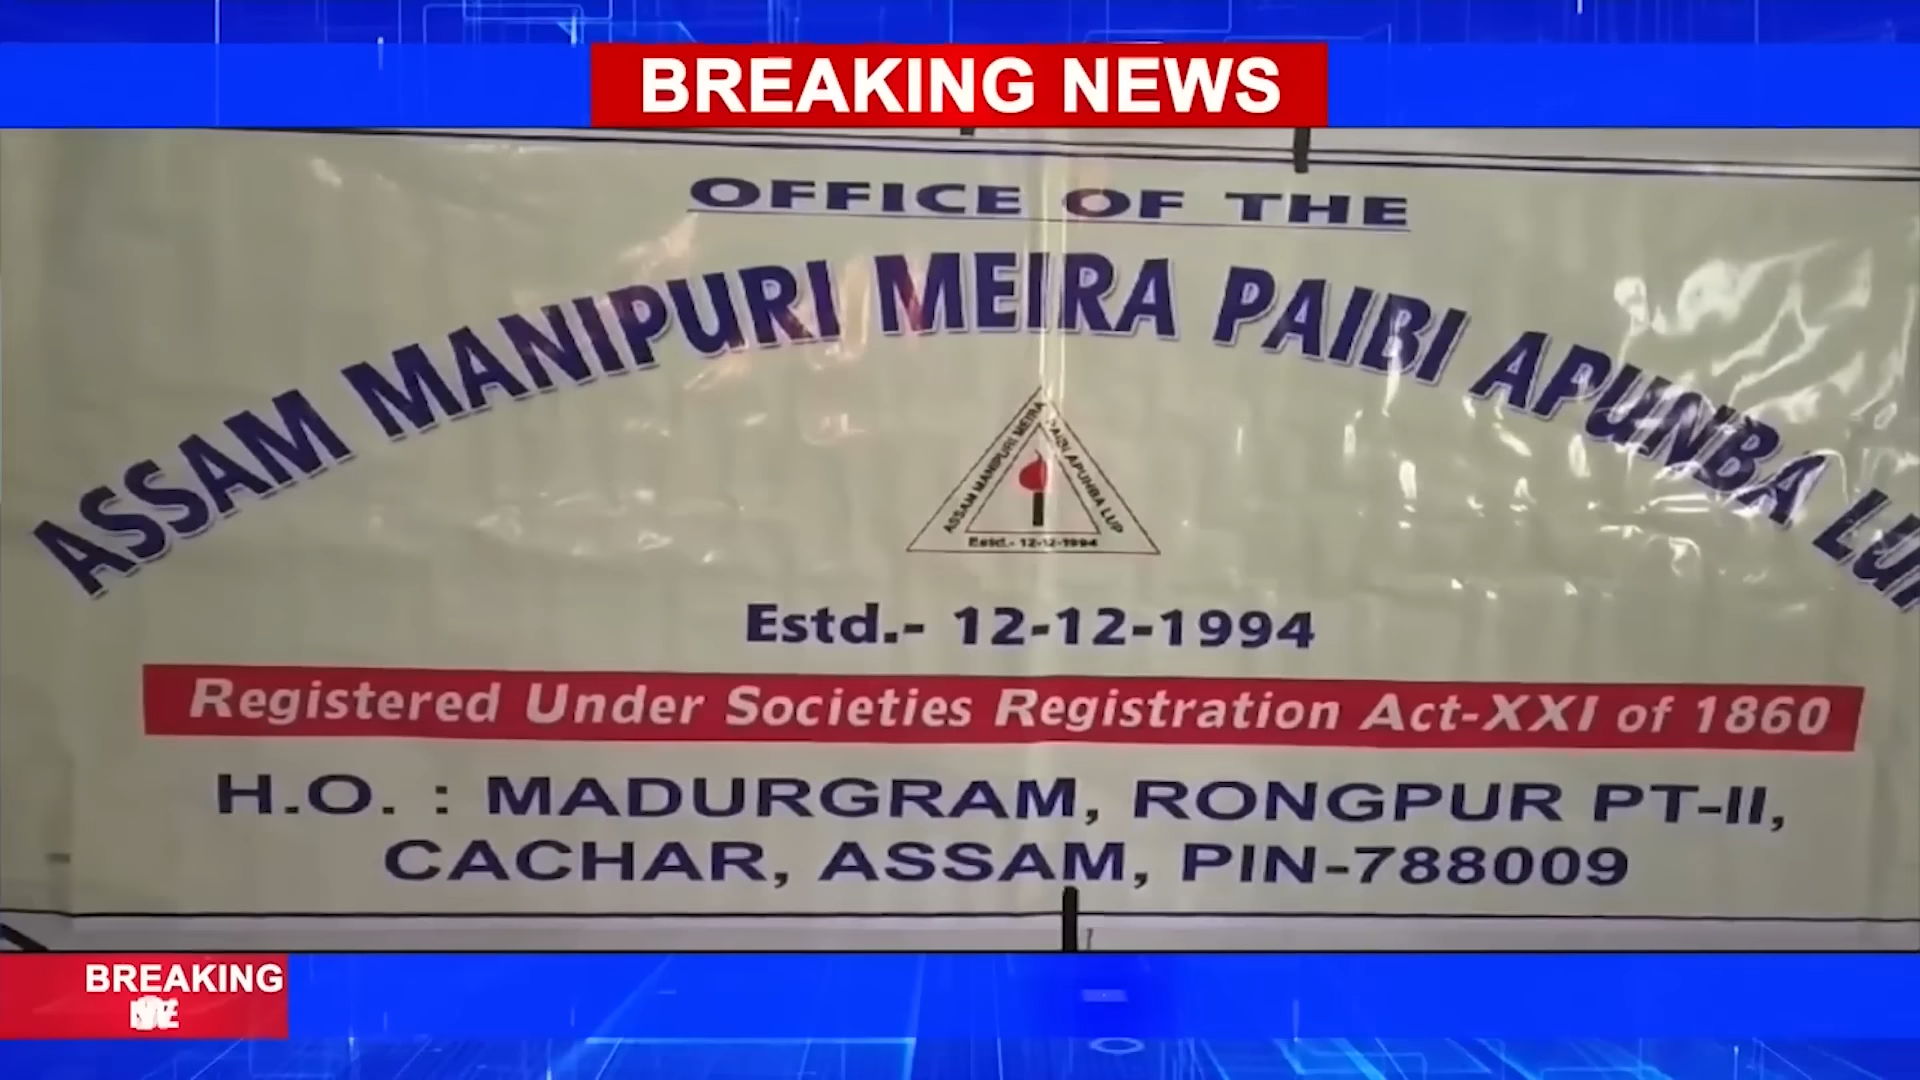 BREAKING NEWS
OFFICE OF THE
ASSAM MANIPURI MEIRA PAIBI APUNBA LUP
ASSAM MANIPURI MEIRA PAIBI APUNBA LUP
Estd.- 12-12-1994
Estd.- 12-12-1994
Registered Under Societies Registration Act-XXI of 1860
H.O. : MADURGRAM, RONGPUR PT-II,
CACHAR, ASSAM, PIN-788009
BREAKING